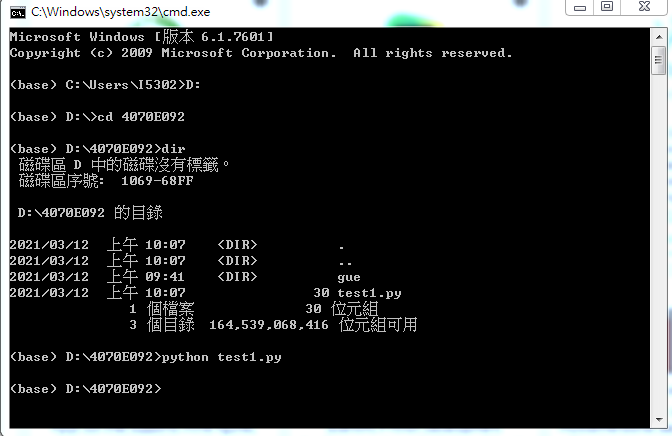 C:\Windows\system32\cmd.exe
Microsoft Windows [版本 6.1.7601]
Copyright (c) 2009 Microsoft Corporation.  All rights reserved.
(base) C:\Users\I5302>D:
(base) D:\>cd 4070E092
(base) D:\4070E092>dir
磁碟區 D 中的磁碟沒有標籤。
磁碟區序號:  1069-68FF
D:\4070E092 的目錄
2021/03/12  上午 10:07    <DIR>          .
2021/03/12  上午 10:07    <DIR>          ..
2021/03/12  上午 09:41    <DIR>          gue
2021/03/12  上午 10:07                30 test1.py
1 個檔案              30 位元組
3 個目錄  164,539,068,416 位元組可用
(base) D:\4070E092>python test1.py
(base) D:\4070E092>